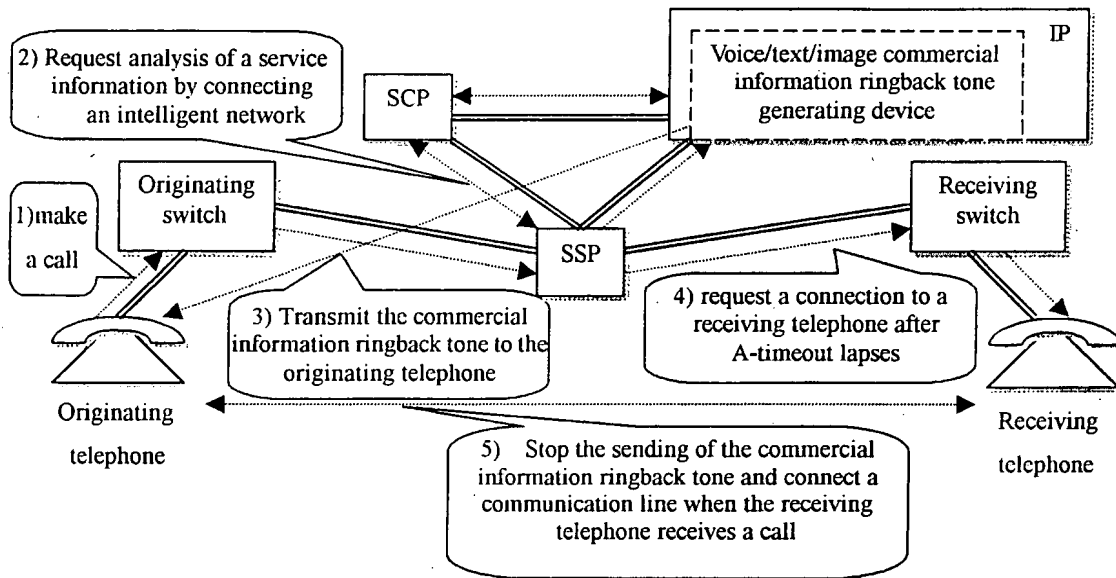 2) Request analysis of a service
information by connecting
an intelligent network
SCP
IP
Voice/text/image commercial
information ringback tone
generating device
1)make
a call
Originating
switch
SSP
Receiving
switch
3) Transmit the commercial
information ringback tone to the
originating telephone
4) request a connection to a
receiving telephone after
A-timeout lapses
Originating
telephone
Receiving
telephone
5) Stop the sending of the commercial
information ringback tone and connect a
communication line when the receiving
telephone receives a call